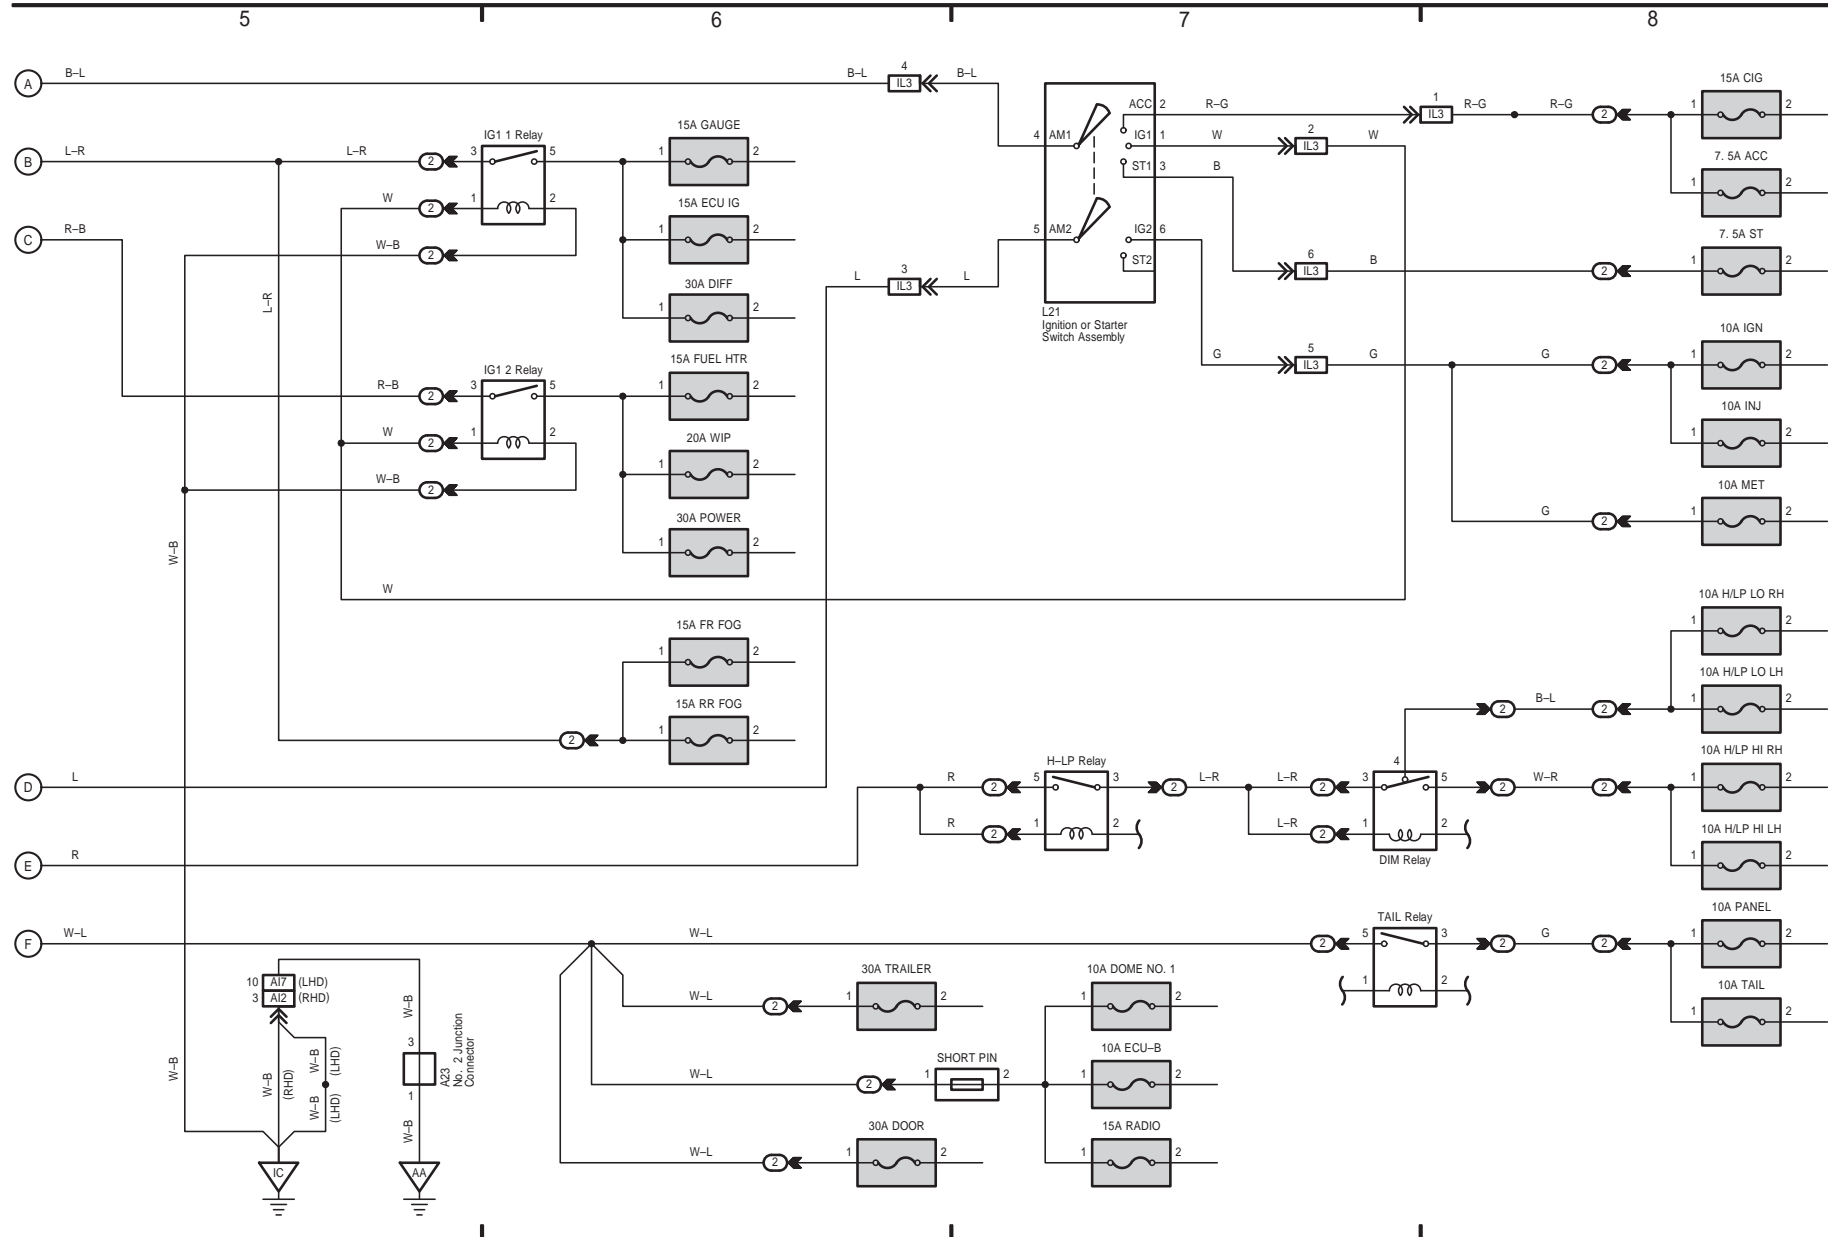 5 6 7 8
A B–L B–L 4 IL3 B–L
ACC 2 R–G 1 IL3 R–G R–G 2
15A CIG
1 2
4 AM1 IG1 1 W 2 IL3 W
ST1 3 B
7. 5A ACC
1 2
5 AM2 IG2 6
ST2
6 IL3 B 2
7. 5A ST
1 2
L21
Ignition or Starter
Switch Assembly
B L–R L–R 2
IG1 1 Relay
3 5
W 2 1 2
W–B 2
15A GAUGE
1 2
15A ECU IG
1 2
30A DIFF
1 2
C R–B
L–R
L 3 IL3 L
G 5 IL3 G G 2
10A IGN
1 2
10A INJ
1 2
10A MET
G 2 1 2
R–B 2
IG1 2 Relay
3 5
W 2 1 2
W–B 2
15A FUEL HTR
1 2
20A WIP
1 2
30A POWER
1 2
W–B
W
15A FR FOG
1 2
15A RR FOG
2 1 2
10A H/LP LO RH
1 2
10A H/LP LO LH
2 B–L 2 1 2
D L
H–LP Relay
R 2 5 3 2 L–R L–R 2 3 4 5 2 W–R 2
R 2 1 2 L–R 2 1 2
DIM Relay
10A H/LP HI RH
1 2
10A H/LP HI LH
1 2
E R
F W–L W–L 2
TAIL Relay
5 3 2 G 2
1 2
10A PANEL
1 2
10A TAIL
1 2
10 AI7 (LHD)
3 AI2 (RHD)
W–B
3
A23
No. 2 Junction
Connector
1
W–B
W–B
W–B
(RHD)
W–B
(LHD)
W–B
(LHD)
IC AA
W–L 2
30A TRAILER
1 2
W–L 2
SHORT PIN
1 2
W–L 2
30A DOOR
1 2
10A DOME NO. 1
1 2
10A ECU–B
1 2
15A RADIO
1 2